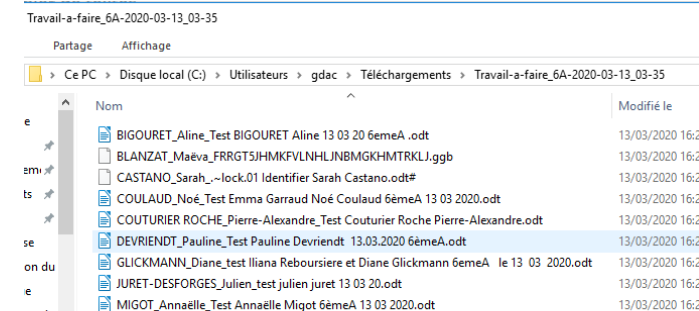 Travail-a-faire_6A-2020-03-13_03-35
Partage Affichage
> Ce PC > Disque local (C:) > Utilisateurs > gdac > Téléchargements > Travail-a-faire_6A-2020-03-13_03-35
Nom Modifié le
BIGOURET_Aline_Test BIGOURET Aline 13 03 20 6emeA .odt 13/03/2020 16:2
BLANZAT_Maëva_FRRGT5JHMKFVLNHLJNBMGKHMTRKLJ.ggb 13/03/2020 16:2
CASTANO_Sarah_.~lock.01 Identifier Sarah Castano.odt# 13/03/2020 16:2
COULAUD_Noé_Test Emma Garraud Noé Coulaud 6èmeA 13 03 2020.odt 13/03/2020 16:2
COUTURIER ROCHE_Pierre-Alexandre_Test Couturier Roche Pierre-Alexandre.odt 13/03/2020 16:2
DEVRIENDT_Pauline_Test Pauline Devriendt 13.03.2020 6èmeA.odt 13/03/2020 16:2
GLICKMANN_Diane_test Iliana Reboursiere et Diane Glickmann 6emeA le 13 03 2020.odt 13/03/2020 16:2
JURET-DESFORGES_Julien_test julien juret 13 03 20.odt 13/03/2020 16:2
MIGOT_Annaëlle_Test Annaëlle Migot 6èmeA 13 03 2020.odt 13/03/2020 16:2